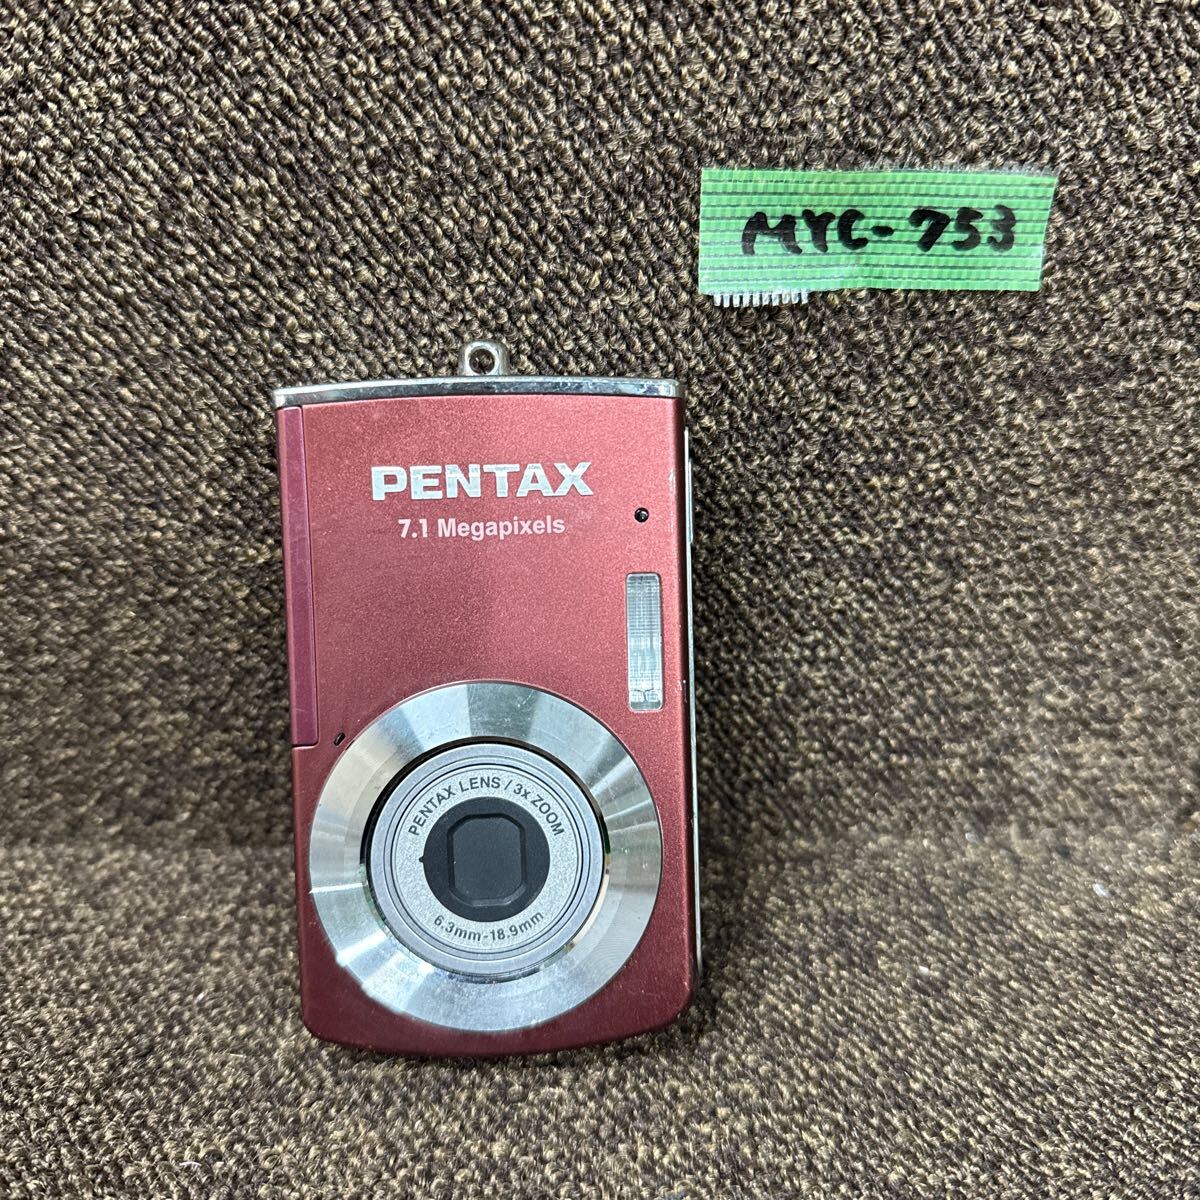 MYC-753
PENTAX
7.1 Megapixels
PENTAX LENS / 3x ZOOM
6.3mm-18.9mm